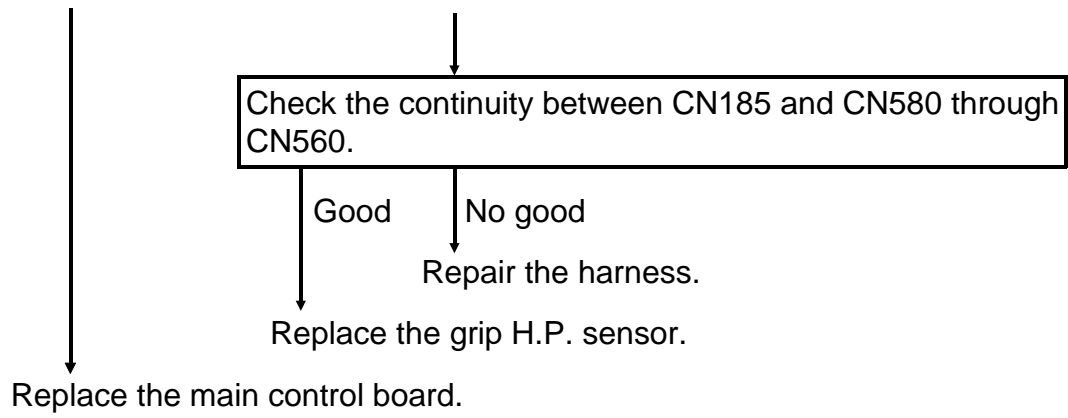 Check the continuity between CN185 and CN580 through
CN560.
Good
No good
Repair the harness.
Replace the grip H.P. sensor.
Replace the main control board.